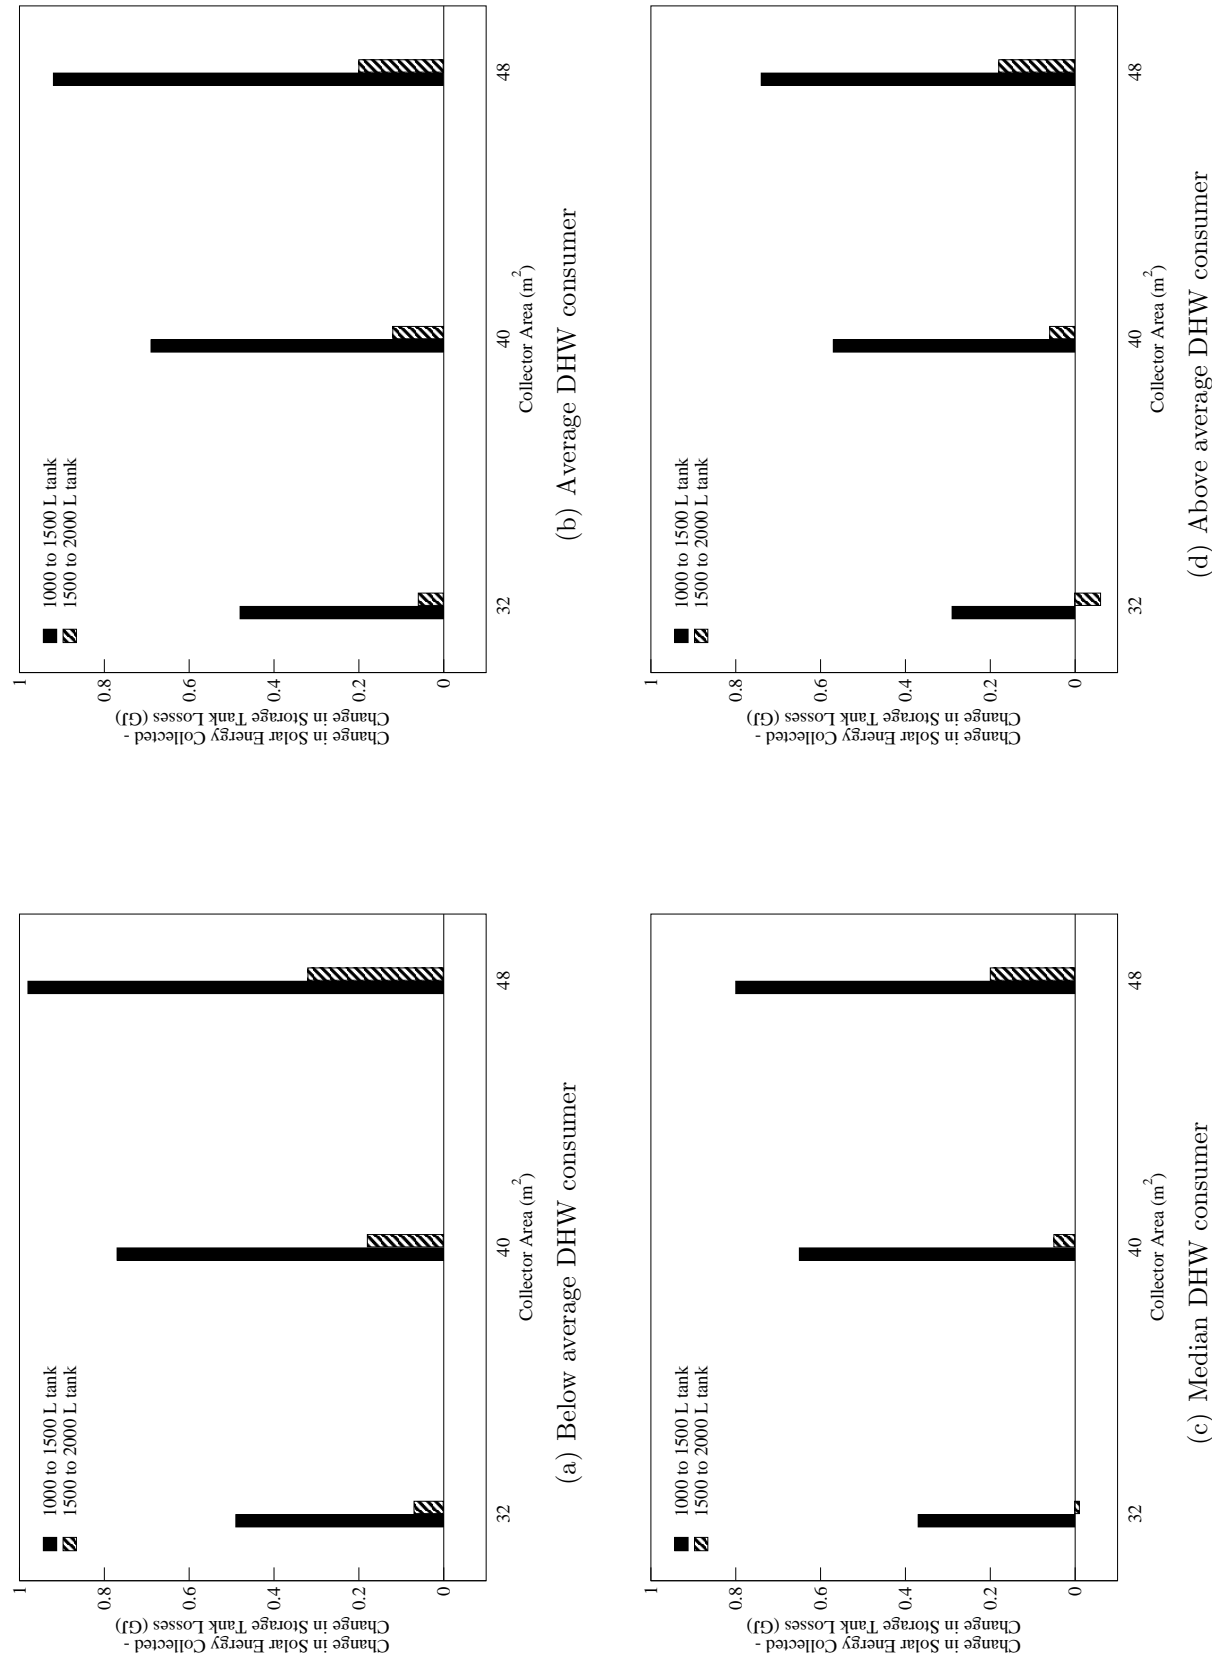 1
0.8
0.6
0.4
0.2
0
Change in Solar Energy Collected -
Change in Storage Tank Losses (GJ)
1000 to 1500 L tank
1500 to 2000 L tank
32
40
48
Collector Area (m²)
(a) Below average DHW consumer
1
0.8
0.6
0.4
0.2
0
Change in Solar Energy Collected -
Change in Storage Tank Losses (GJ)
1000 to 1500 L tank
1500 to 2000 L tank
32
40
48
Collector Area (m²)
(b) Average DHW consumer
1
0.8
0.6
0.4
0.2
0
Change in Solar Energy Collected -
Change in Storage Tank Losses (GJ)
1000 to 1500 L tank
1500 to 2000 L tank
32
40
48
Collector Area (m²)
(c) Median DHW consumer
1
0.8
0.6
0.4
0.2
0
Change in Solar Energy Collected -
Change in Storage Tank Losses (GJ)
1000 to 1500 L tank
1500 to 2000 L tank
32
40
48
Collector Area (m²)
(d) Above average DHW consumer